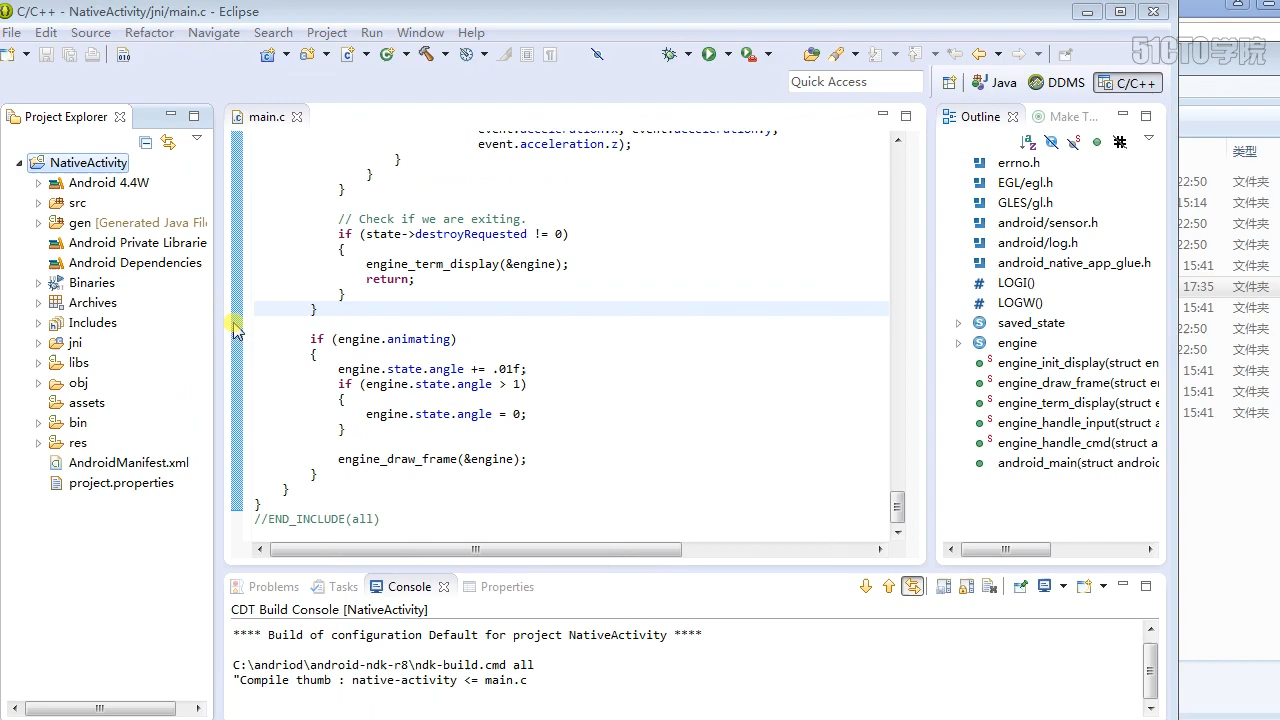 C/C++ - NativeActivity/jni/main.c - Eclipse
File Edit Source Refactor Navigate Search Project Run Window Help
51CTO学院
Quick Access
Java DDMS C/C++
Project Explorer
NativeActivity
Android 4.4W
src
gen [Generated Java File
Android Private Librarie
Android Dependencies
Binaries
Archives
Includes
jni
libs
obj
assets
bin
res
AndroidManifest.xml
project.properties
main.c
event.acceleration.x, event.acceleration.y,
event.acceleration.z);
}
}
}
// Check if we are exiting.
if (state->destroyRequested != 0)
{
engine_term_display(&engine);
return;
}
}
if (engine.animating)
{
engine.state.angle += .01f;
if (engine.state.angle > 1)
{
engine.state.angle = 0;
}
engine_draw_frame(&engine);
}
}
}
//END_INCLUDE(all)
Outline Make T...
errno.h
EGL/egl.h
GLES/gl.h
android/sensor.h
android/log.h
android_native_app_glue.h
LOGI()
LOGW()
saved_state
engine
engine_init_display(struct en
engine_draw_frame(struct er
engine_term_display(struct e
engine_handle_input(struct a
engine_handle_cmd(struct a
android_main(struct android
类型
22:50 文件夹
15:14 文件夹
22:50 文件夹
22:50 文件夹
15:41 文件夹
17:35 文件夹
15:41 文件夹
22:50 文件夹
22:50 文件夹
15:41 文件夹
15:41 文件夹
15:41 文件夹
Problems Tasks Console Properties
CDT Build Console [NativeActivity]
**** Build of configuration Default for project NativeActivity ****
C:\andriod\android-ndk-r8\ndk-build.cmd all
"Compile thumb : native-activity <= main.c